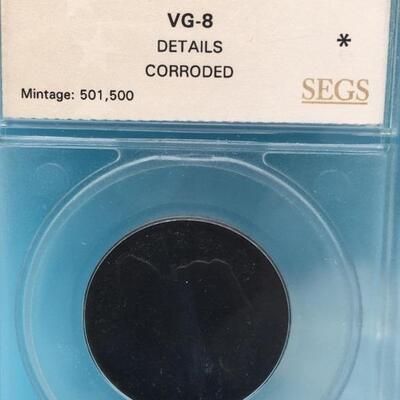 VG-8
DETAILS
CORRODED
*
Mintage: 501,500
SEGS